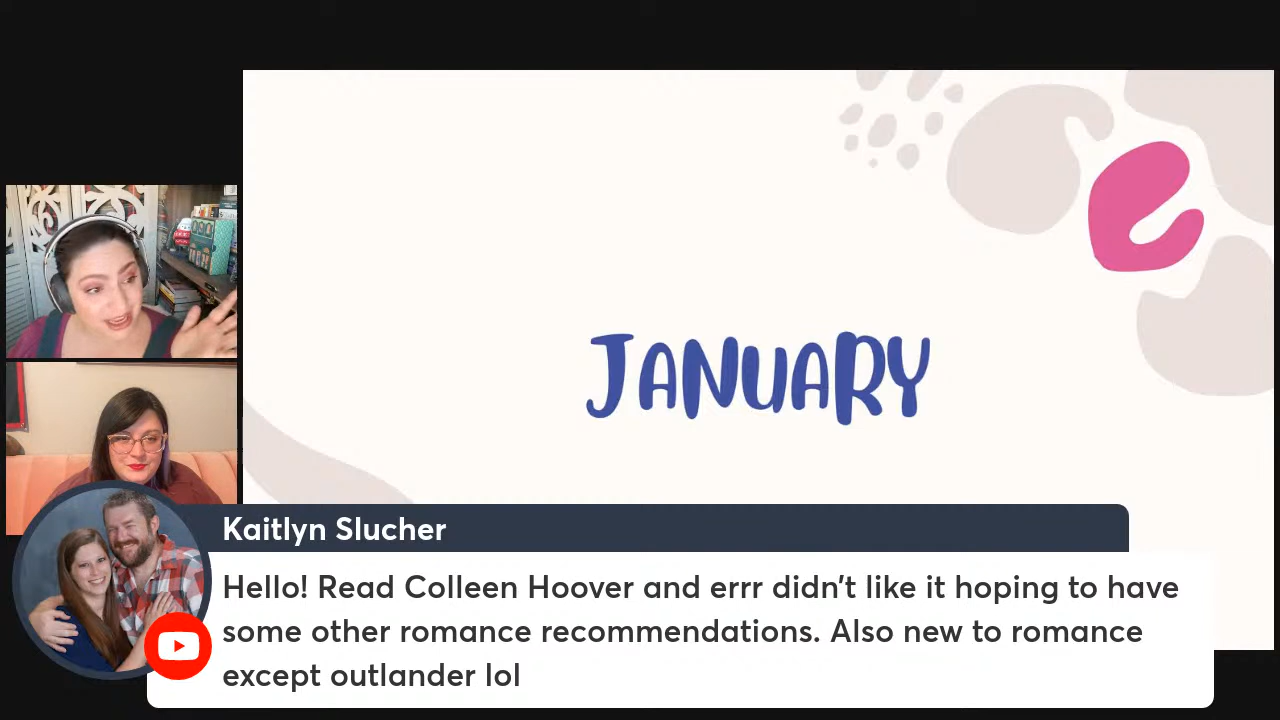 JANUARY
Kaitlyn Slucher
Hello! Read Colleen Hoover and errr didn't like it hoping to have
some other romance recommendations. Also new to romance
except outlander lol